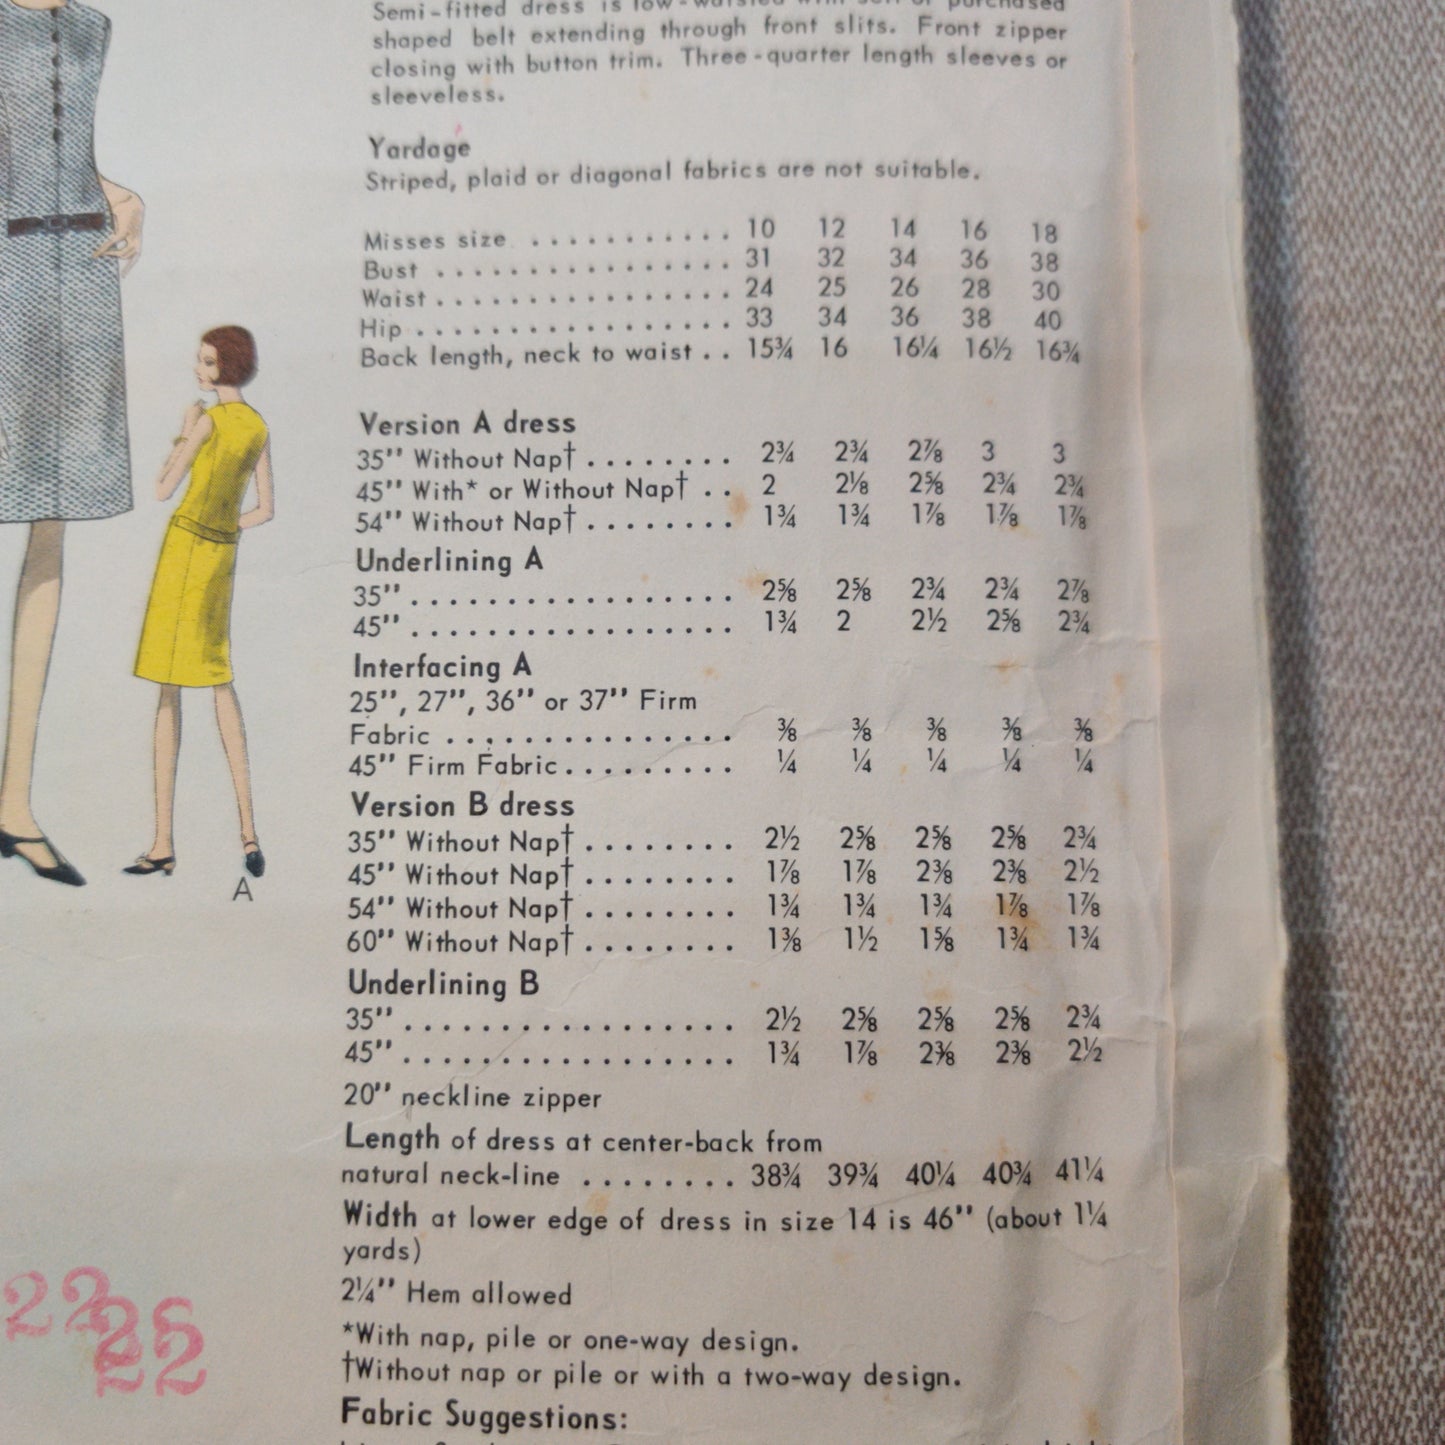 Semi-fitted dress is low-waisted with self or purchased
shaped belt extending through front slits. Front zipper
closing with button trim. Three-quarter length sleeves or
sleeveless.
Yardage
Striped, plaid or diagonal fabrics are not suitable.
Misses size . . . . . . . . . . . 10 12 14 16 18
Bust . . . . . . . . . . . . . . . . 31 32 34 36 38
Waist . . . . . . . . . . . . . . . . 24 25 26 28 30
Hip . . . . . . . . . . . . . . . . . 33 34 36 38 40
Back length, neck to waist . . 15¾ 16 16¼ 16½ 16¾
Version A dress
35" Without Nap† . . . . . . . . 2¾ 2¾ 2⅞ 3 3
45" With* or Without Nap† . . 2 2⅛ 2⅝ 2¾ 2¾
54" Without Nap† . . . . . . . . 1¾ 1¾ 1⅞ 1⅞ 1⅞
Underlining A
35" . . . . . . . . . . . . . . . . . 2⅝ 2⅝ 2¾ 2¾ 2⅞
45" . . . . . . . . . . . . . . . . . 1¾ 2 2½ 2⅝ 2¾
Interfacing A
25", 27", 36" or 37" Firm
Fabric . . . . . . . . . . . . . . ⅜ ⅜ ⅜ ⅜ ⅜
45" Firm Fabric . . . . . . . . . ¼ ¼ ¼ ¼ ¼
Version B dress
35" Without Nap† . . . . . . . . 2½ 2⅝ 2⅝ 2⅝ 2¾
45" Without Nap† . . . . . . . . 1⅞ 1⅞ 2⅜ 2⅜ 2½
54" Without Nap† . . . . . . . . 1¾ 1¾ 1¾ 1⅞ 1⅞
60" Without Nap† . . . . . . . . 1⅜ 1½ 1⅝ 1¾ 1¾
Underlining B
35" . . . . . . . . . . . . . . . . . 2½ 2⅝ 2⅝ 2⅝ 2¾
45" . . . . . . . . . . . . . . . . . 1¾ 1⅞ 2⅜ 2⅜ 2½
A
20" neckline zipper
Length of dress at center-back from
natural neck-line . . . . . . . . 38¾ 39¾ 40¼ 40¾ 41¼
Width at lower edge of dress in size 14 is 46" (about 1¼
yards)
2¼" Hem allowed
*With nap, pile or one-way design.
†Without nap or pile or with a two-way design.
22
22
Fabric Suggestions: